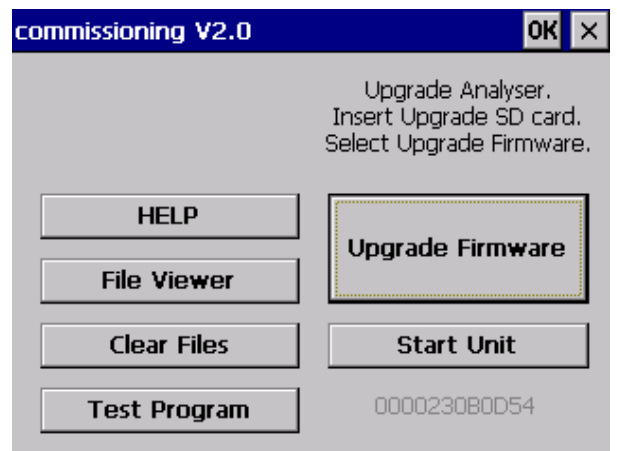 commissioning V2.0
OK
×
Upgrade Analyser.
Insert Upgrade SD card.
Select Upgrade Firmware.
HELP
Upgrade Firmware
File Viewer
Clear Files
Start Unit
Test Program
0000230B0D54